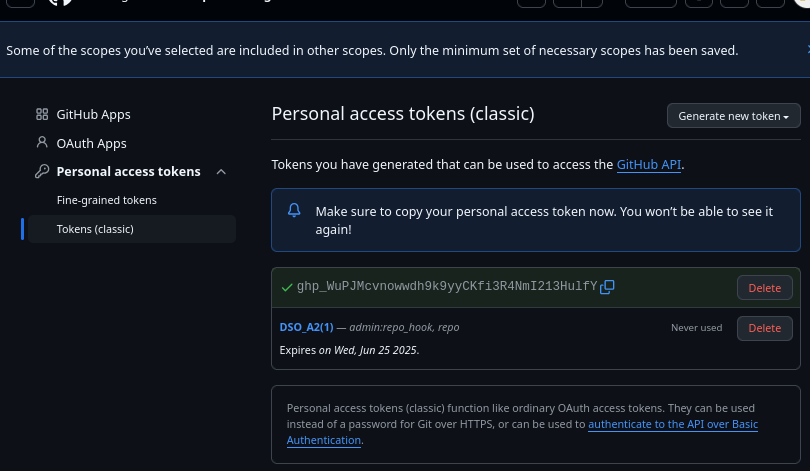 Some of the scopes you've selected are included in other scopes. Only the minimum set of necessary scopes has been saved.
GitHub Apps
OAuth Apps
Personal access tokens
Fine-grained tokens
Tokens (classic)
Personal access tokens (classic)
Generate new token
Tokens you have generated that can be used to access the GitHub API.
Make sure to copy your personal access token now. You won't be able to see it
again!
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
Delete
DSO_A2(1) — admin:repo_hook, repo
Never used
Delete
Expires on Wed, Jun 25 2025.
Personal access tokens (classic) function like ordinary OAuth access tokens. They can be used
instead of a password for Git over HTTPS, or can be used to authenticate to the API over Basic
Authentication.